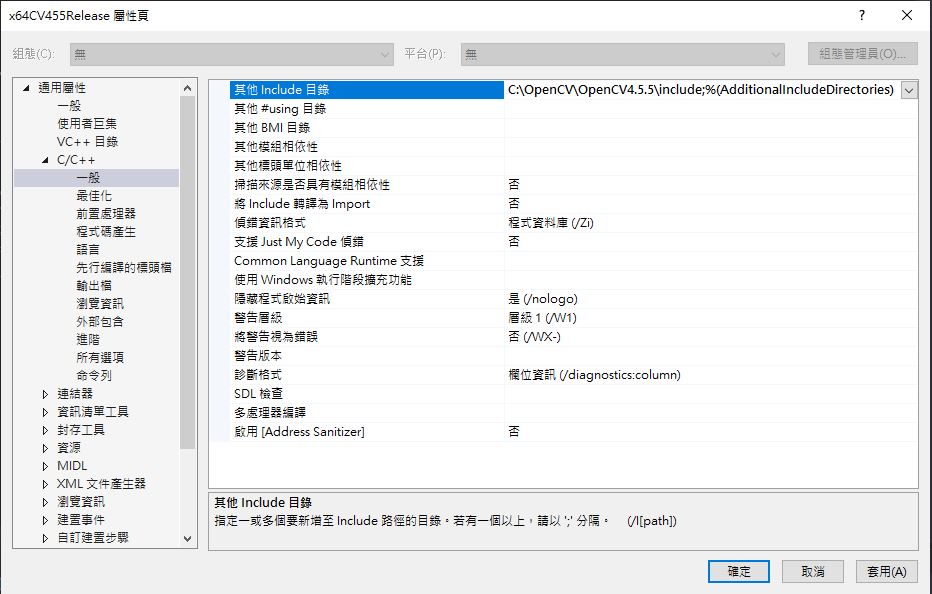 x64CV455Release 屬性頁
組態(C): 無 平台(P): 無 組態管理員(O)...
通用屬性
一般
使用者巨集
VC++ 目錄
C/C++
一般
最佳化
前置處理器
程式碼產生
語言
先行編譯的標頭檔
輸出檔
瀏覽資訊
外部包含
進階
所有選項
命令列
連結器
資訊清單工具
封存工具
資源
MIDL
XML 文件產生器
瀏覽資訊
建置事件
自訂建置步驟
其他 Include 目錄 C:\OpenCV\OpenCV4.5.5\include;%(AdditionalIncludeDirectories)
其他 #using 目錄
其他 BMI 目錄
其他模組相依性
其他標頭單位相依性
掃描來源是否具有模組相依性 否
將 Include 轉譯為 Import 否
偵錯資訊格式 程式資料庫 (/Zi)
支援 Just My Code 偵錯 否
Common Language Runtime 支援
使用 Windows 執行階段擴充功能
隱藏程式啟始資訊 是 (/nologo)
警告層級 層級 1 (/W1)
將警告視為錯誤 否 (/WX-)
警告版本
診斷格式 欄位資訊 (/diagnostics:column)
SDL 檢查
多處理器編譯
啟用 [Address Sanitizer] 否
其他 Include 目錄
指定一或多個要新增至 Include 路徑的目錄。若有一個以上，請以 ';' 分隔。 (/I[path])
確定 取消 套用(A)